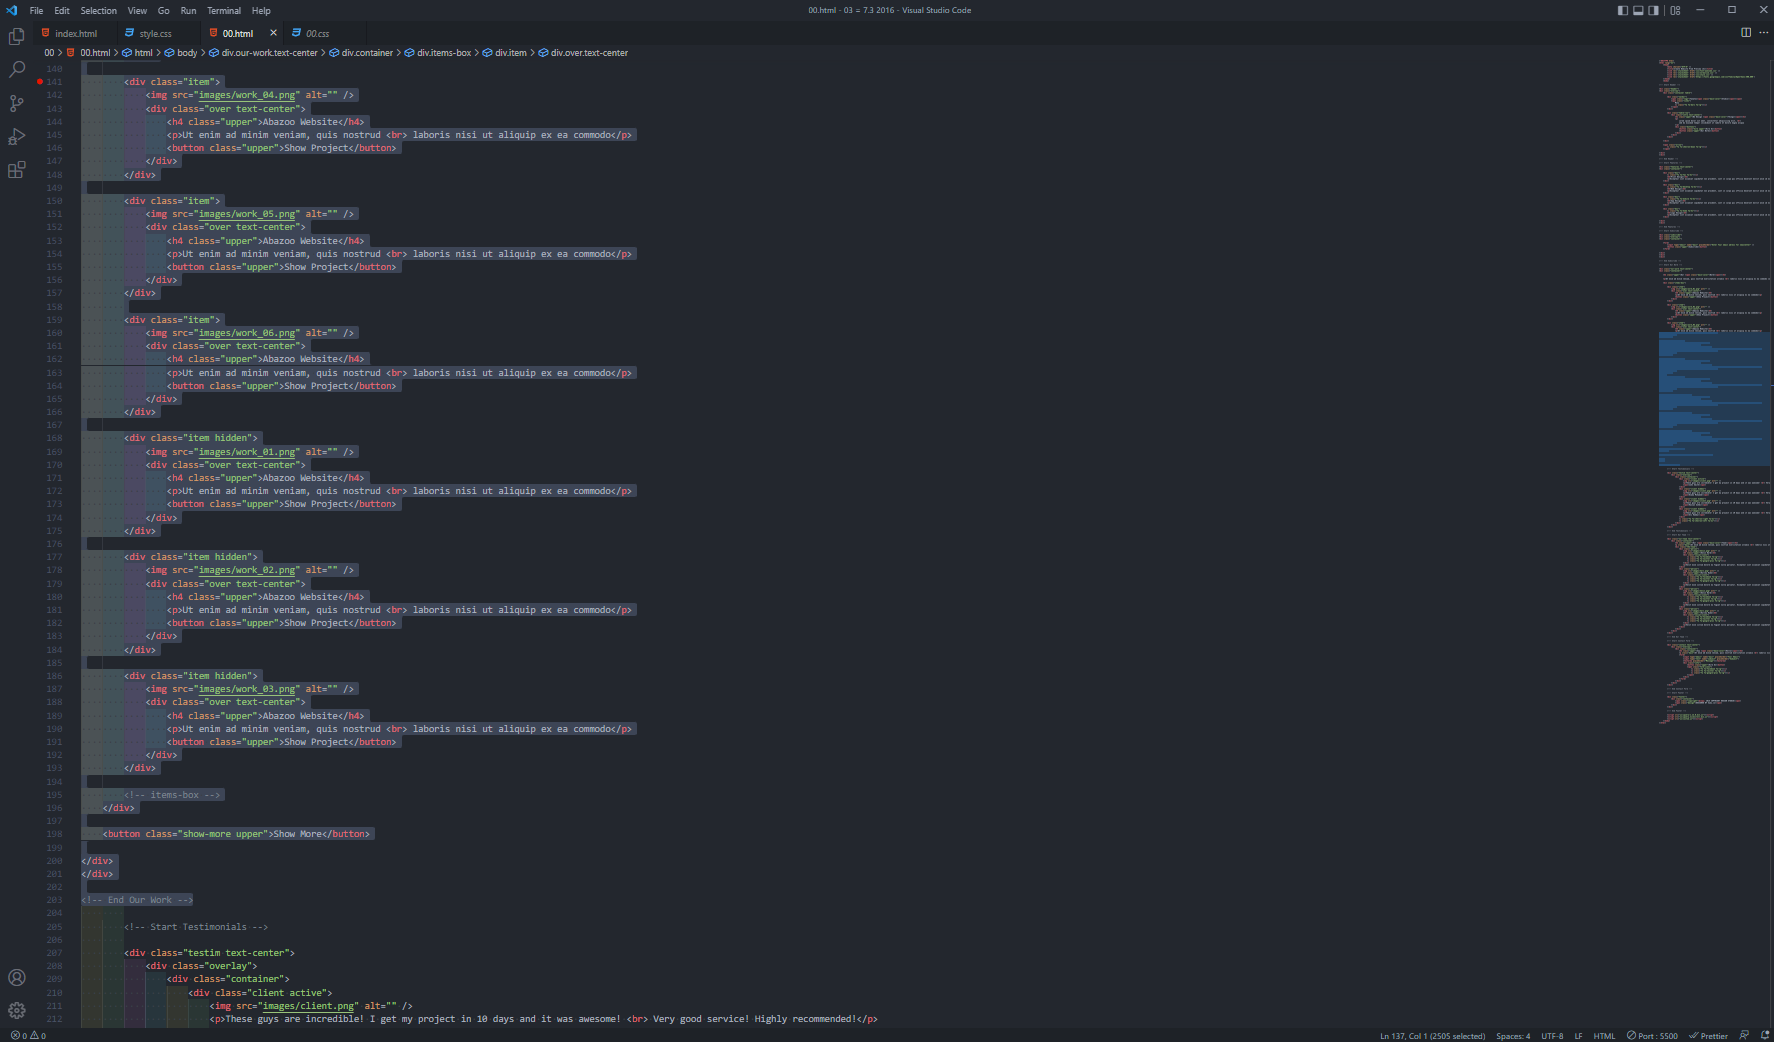 File Edit Selection View Go Run Terminal Help 00.html - 03 = 7.3 2016 - Visual Studio Code
index.html style.css 00.html 00.css
00 > 00.html > html > body > div.our-work.text-center > div.container > div.items-box > div.item > div.over.text-center
140
141 <div class="item">
142 <img src="images/work_04.png" alt="" />
143 <div class="over text-center">
144 <h4 class="upper">Abazoo Website</h4>
145 <p>Ut enim ad minim veniam, quis nostrud <br> laboris nisi ut aliquip ex ea commodo</p>
146 <button class="upper">Show Project</button>
147 </div>
148 </div>
149
150 <div class="item">
151 <img src="images/work_05.png" alt="" />
152 <div class="over text-center">
153 <h4 class="upper">Abazoo Website</h4>
154 <p>Ut enim ad minim veniam, quis nostrud <br> laboris nisi ut aliquip ex ea commodo</p>
155 <button class="upper">Show Project</button>
156 </div>
157 </div>
158
159 <div class="item">
160 <img src="images/work_06.png" alt="" />
161 <div class="over text-center">
162 <h4 class="upper">Abazoo Website</h4>
163 <p>Ut enim ad minim veniam, quis nostrud <br> laboris nisi ut aliquip ex ea commodo</p>
164 <button class="upper">Show Project</button>
165 </div>
166 </div>
167
168 <div class="item hidden">
169 <img src="images/work_01.png" alt="" />
170 <div class="over text-center">
171 <h4 class="upper">Abazoo Website</h4>
172 <p>Ut enim ad minim veniam, quis nostrud <br> laboris nisi ut aliquip ex ea commodo</p>
173 <button class="upper">Show Project</button>
174 </div>
175 </div>
176
177 <div class="item hidden">
178 <img src="images/work_02.png" alt="" />
179 <div class="over text-center">
180 <h4 class="upper">Abazoo Website</h4>
181 <p>Ut enim ad minim veniam, quis nostrud <br> laboris nisi ut aliquip ex ea commodo</p>
182 <button class="upper">Show Project</button>
183 </div>
184 </div>
185
186 <div class="item hidden">
187 <img src="images/work_03.png" alt="" />
188 <div class="over text-center">
189 <h4 class="upper">Abazoo Website</h4>
190 <p>Ut enim ad minim veniam, quis nostrud <br> laboris nisi ut aliquip ex ea commodo</p>
191 <button class="upper">Show Project</button>
192 </div>
193 </div>
194
195 <!-- items-box -->
196 </div>
197
198 <button class="show-more upper">Show More</button>
199
200 </div>
201 </div>
202
203 <!-- End Our Work -->
204
205 <!-- Start Testimonials -->
206
207 <div class="testim text-center">
208 <div class="overlay">
209 <div class="container">
210 <div class="client active">
211 <img src="images/client.png" alt="" />
212 <p>These guys are incredible! I get my project in 10 days and it was awesome! <br> Very good service! Highly recommended!</p>
0 0 Ln 137, Col 1 (2505 selected) Spaces: 4 UTF-8 LF HTML Port : 5500 Prettier